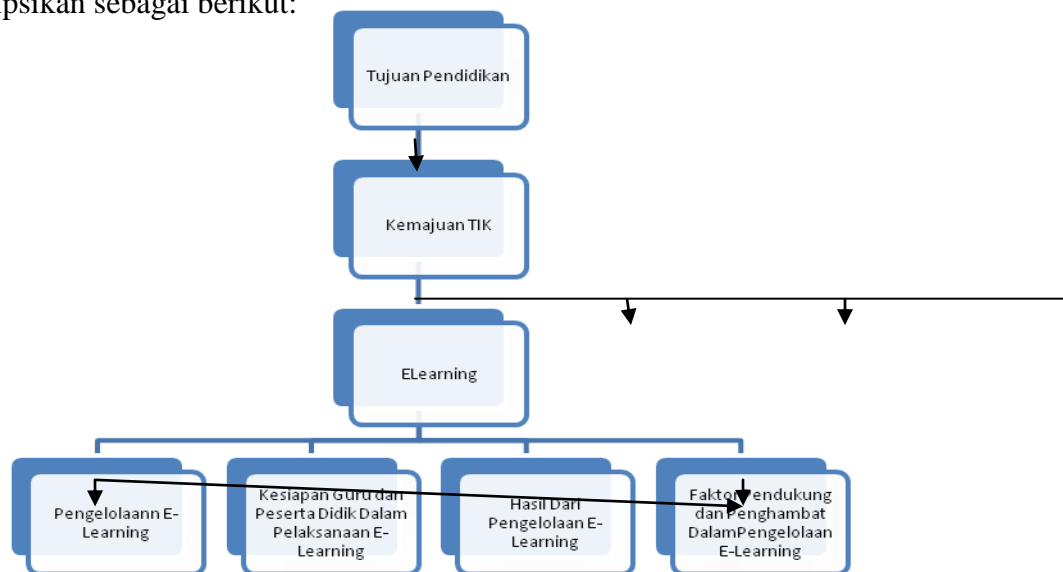 ipsikan sebagai berikut:
Tujuan Pendidikan
Kemajuan TIK
ELearning
Pengelolaann E-
Learning
Kesiapan Guru dan
Peserta Didik Dalam
Pelaksanaan E-
Learning
Hasil Dari
Pengelolaan E-
Learning
Faktor Pendukung
dan Penghambat
DalamPengelolaan
E-Learning